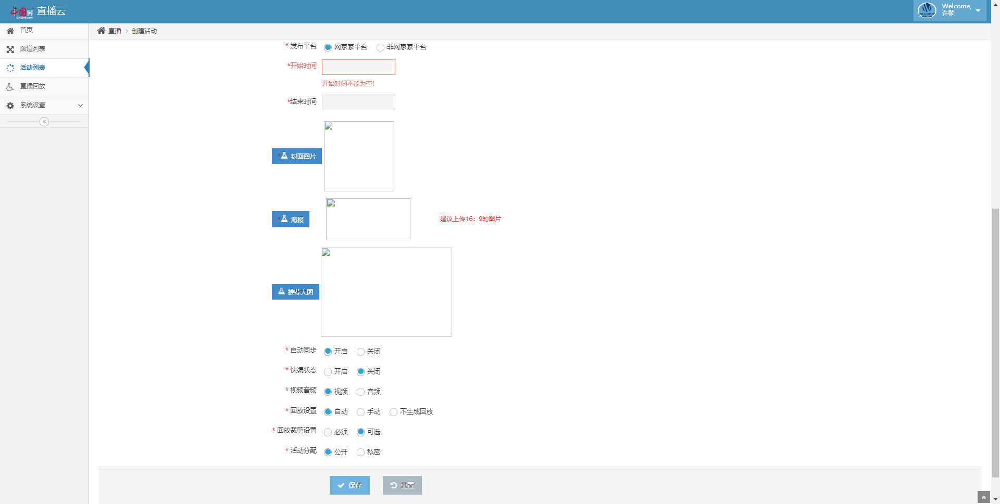 中国网 直播云
CHLive.com
Welcome,
许颖
首页
频道列表
活动列表
直播回放
系统设置
直播 > 创建活动
* 发布平台 网家家平台 非网家家平台
*开始时间
开始时间不能为空！
*结束时间
* 封面图片
* 海报
建议上传16：9的图片
推荐大图
* 自动同步 开启 关闭
* 快编状态 开启 关闭
* 视频音频 视频 音频
* 回放设置 自动 手动 不生成回放
* 回放裁剪设置 必须 可选
* 活动分配 公开 私密
保存 重置